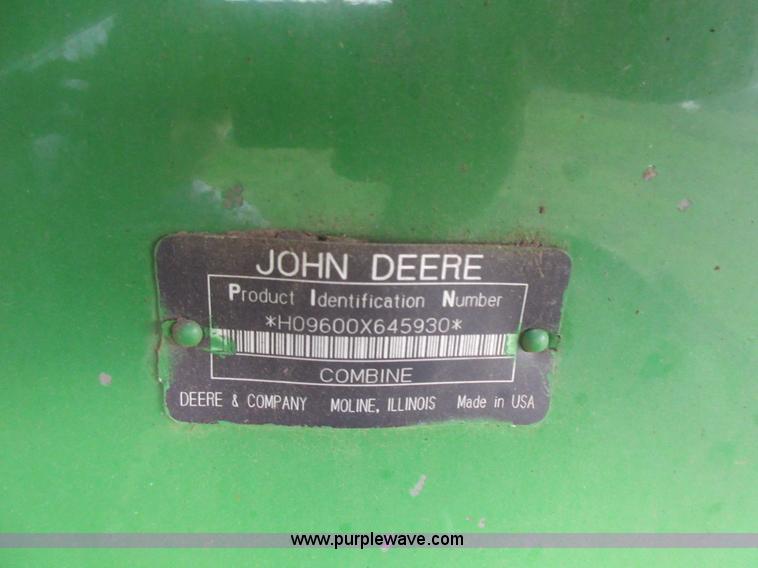 JOHN DEERE
Product Identification Number
*H09600X645930*
COMBINE
DEERE & COMPANY MOLINE, ILLINOIS Made in USA
www.purplewave.com